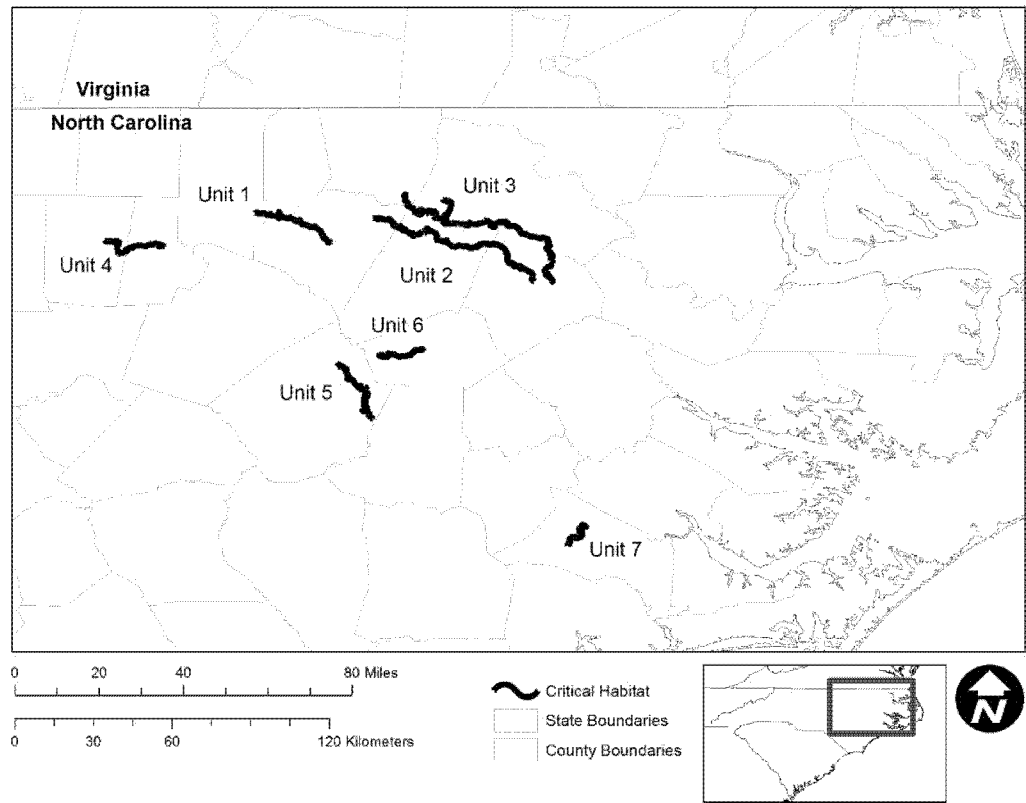 Virginia
North Carolina
Unit 3
Unit 1
Unit 4
Unit 2
Unit 6
Unit 5
Unit 7
0 20 40 80 Miles
0 30 60 120 Kilometers
Critical Habitat
State Boundaries
County Boundaries
N